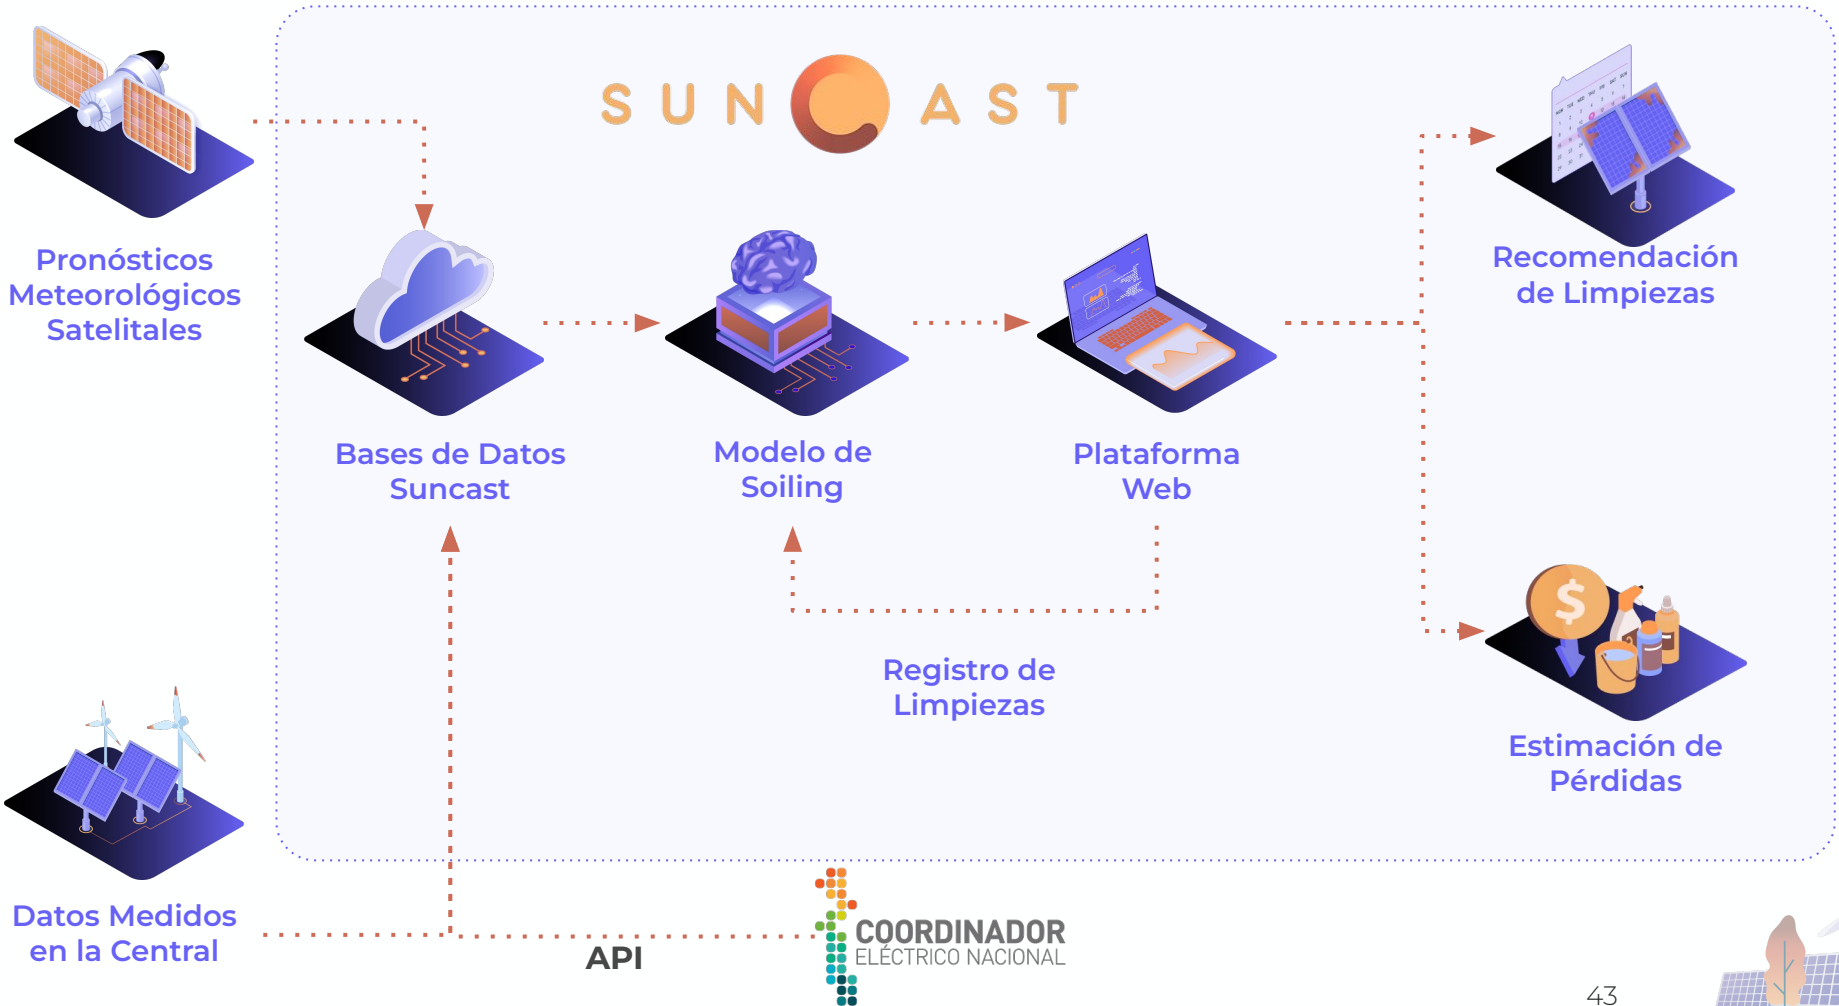 SUNCAST
Pronósticos
Meteorológicos
Satelitales
Recomendación
de Limpiezas
Bases de Datos
Suncast
Modelo de
Soiling
Plataforma
Web
Registro de
Limpiezas
Estimación de
Pérdidas
Datos Medidos
en la Central
API
COORDINADOR
ELÉCTRICO NACIONAL
43